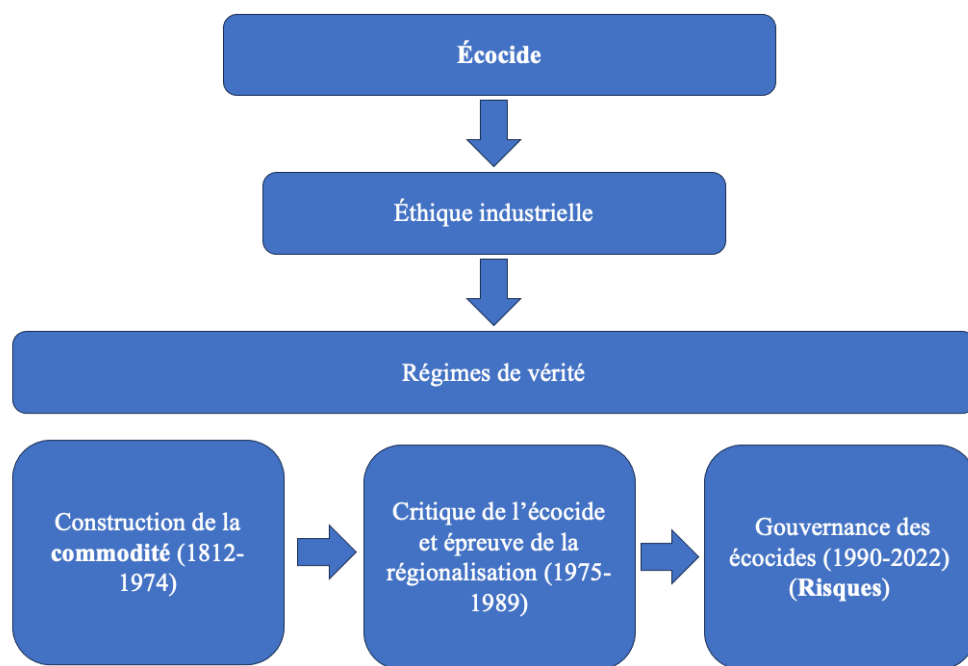 Écocide
Éthique industrielle
Régimes de vérité
Construction de la
commodité (1812-
1974)
Critique de l’écocide
et épreuve de la
régionalisation (1975-
1989)
Gouvernance des
écocides (1990-2022)
(Risques)